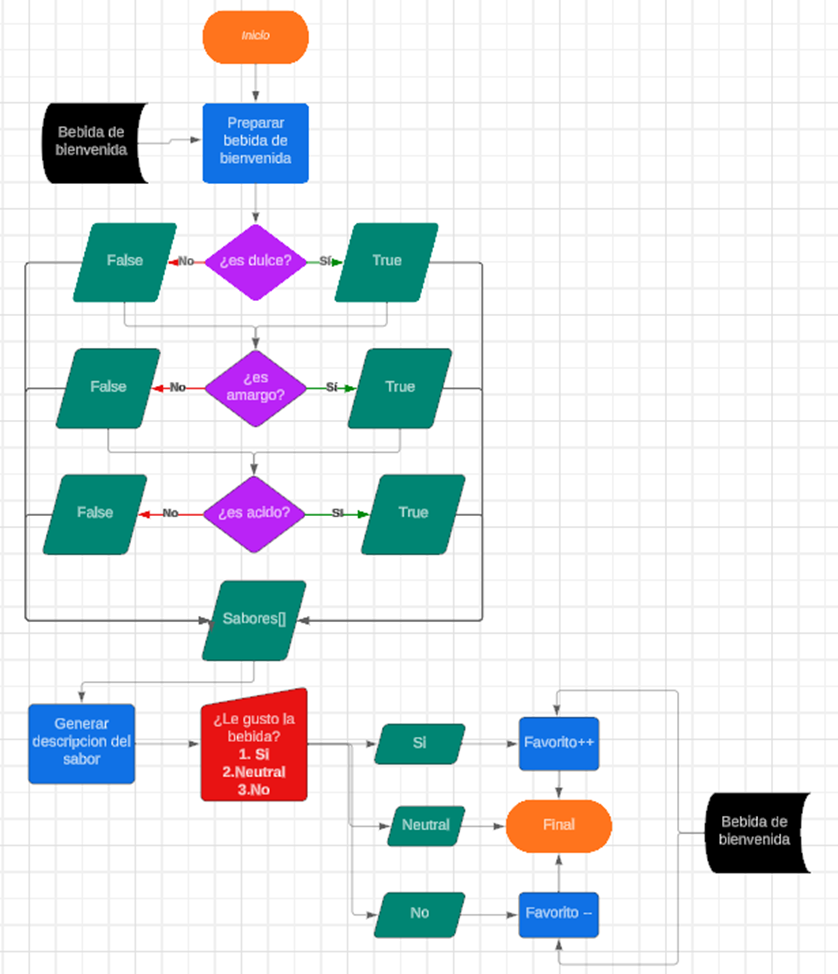 Inicio
Bebida de
bienvenida
Preparar
bebida de
bienvenida
False
No
¿es dulce?
Sí
True
False
No
¿es
amargo?
Sí
True
False
No
¿es acido?
Si
True
Sabores[]
Generar
descripcion del
sabor
¿Le gusto la
bebida?
1. Si
2.Neutral
3.No
Si
Favorito++
Neutral
Final
Bebida de
bienvenida
No
Favorito --